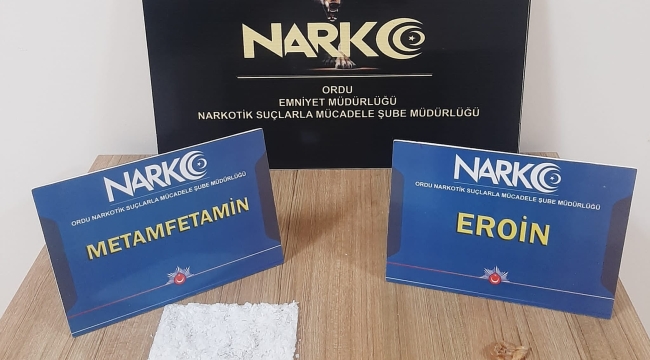 NARKO
ORDU
EMNİYET MÜDÜRLÜĞÜ
NARKOTİK SUÇLARLA MÜCADELE ŞUBE MÜDÜRLÜĞÜ
NARKO
ORDU NARKOTİK SUÇLARLA MÜCADELE ŞUBE MÜDÜRLÜĞÜ
METAMFETAMİN
NARKO
ORDU NARKOTİK SUÇLARLA MÜCADELE ŞUBE MÜDÜRLÜĞÜ
EROİN